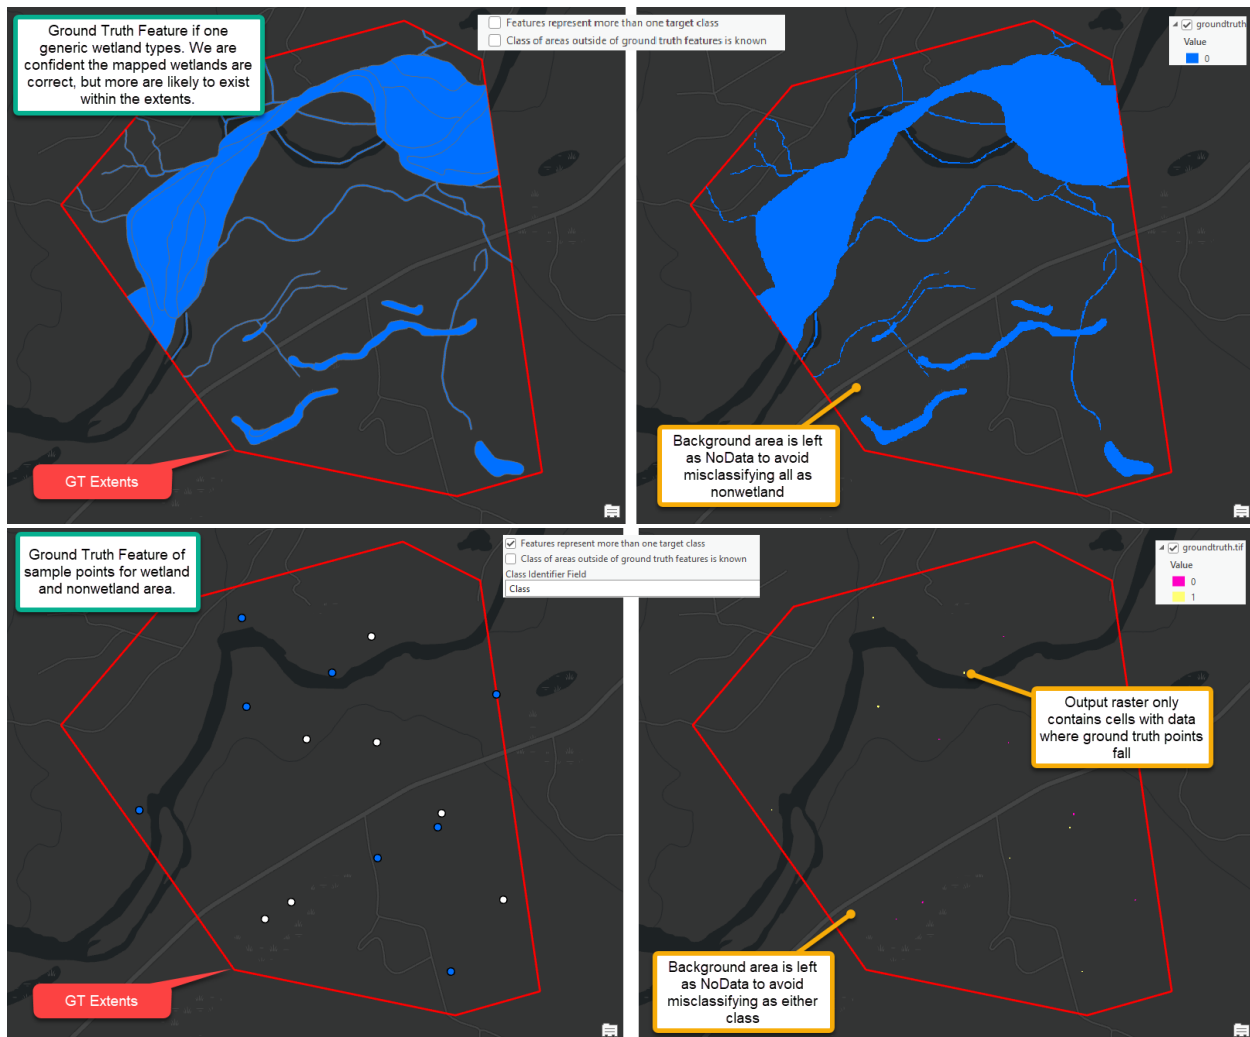 Ground Truth Feature if one
generic wetland types. We are
confident the mapped wetlands are
correct, but more are likely to exist
within the extents.
Features represent more than one target class
Class of areas outside of ground truth features is known
GT Extents
groundtruth
Value
0
Background area is left
as NoData to avoid
misclassifying all as
nonwetland
Ground Truth Feature of
sample points for wetland
and nonwetland area.
Features represent more than one target class
Class of areas outside of ground truth features is known
Class Identifier Field
Class
GT Extents
groundtruth.tif
Value
0
1
Output raster only
contains cells with data
where ground truth points
fall
Background area is left
as NoData to avoid
misclassifying as either
class